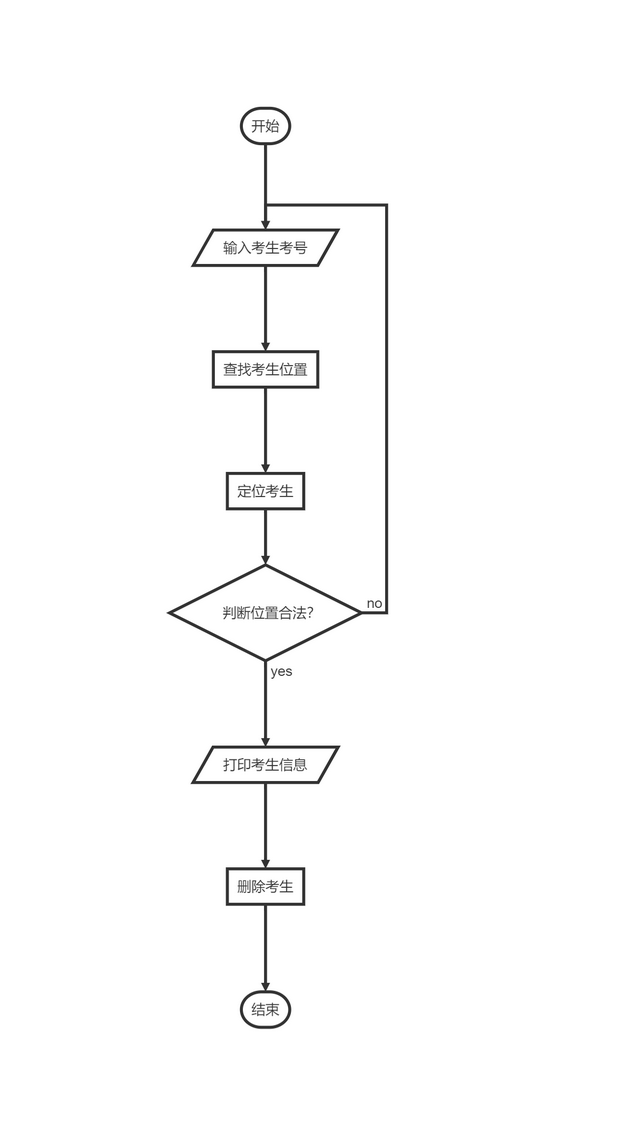 开始
输入考生考号
查找考生位置
定位考生
判断位置合法?
no
yes
打印考生信息
删除考生
结束